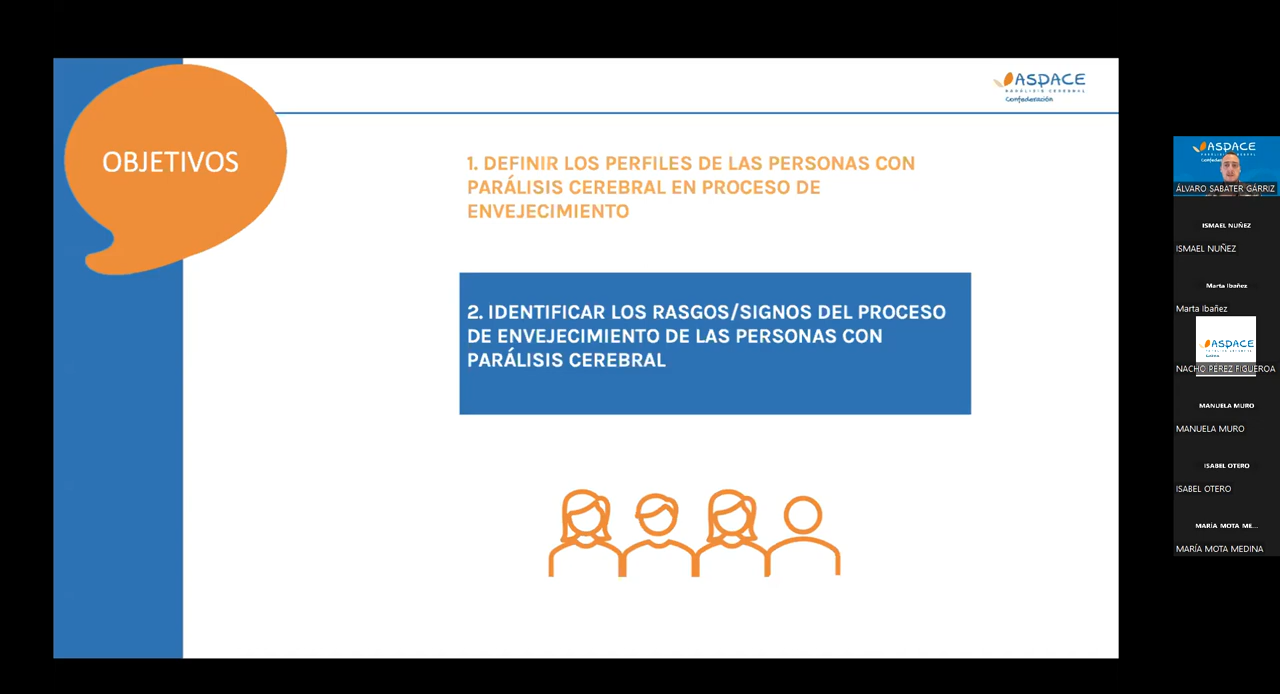 OBJETIVOS
ASPACE
PARÁLISIS CEREBRAL
Confederación
1. DEFINIR LOS PERFILES DE LAS PERSONAS CON
PARÁLISIS CEREBRAL EN PROCESO DE
ENVEJECIMIENTO
2. IDENTIFICAR LOS RASGOS/SIGNOS DEL PROCESO
DE ENVEJECIMIENTO DE LAS PERSONAS CON
PARÁLISIS CEREBRAL
ASPACE
ÁLVARO SABATER GÁRRIZ
ISMAEL NUÑEZ
ISMAEL NUÑEZ
Marta Ibañez
Marta Ibañez
ASPACE
NACHO PEREZ FIGUEROA
MANUELA MURO
MANUELA MURO
ISABEL OTERO
ISABEL OTERO
MARÍA MOTA ME...
MARÍA MOTA MEDINA